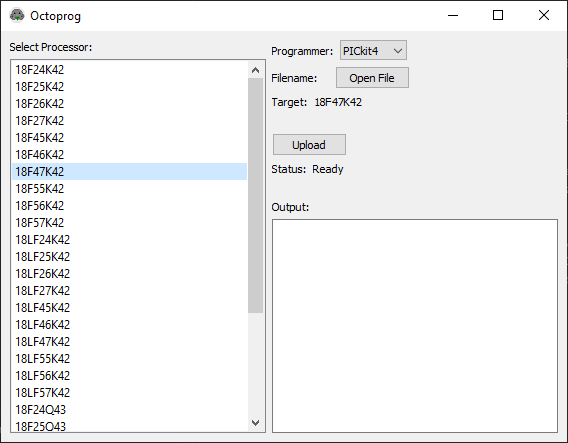 Octoprog
Select Processor:
18F24K42
18F25K42
18F26K42
18F27K42
18F45K42
18F46K42
18F47K42
18F55K42
18F56K42
18F57K42
18LF24K42
18LF25K42
18LF26K42
18LF27K42
18LF45K42
18LF46K42
18LF47K42
18LF55K42
18LF56K42
18LF57K42
18F24Q43
18F25Q43
Programmer: PICkit4
Filename: Open File
Target: 18F47K42
Upload
Status: Ready
Output: